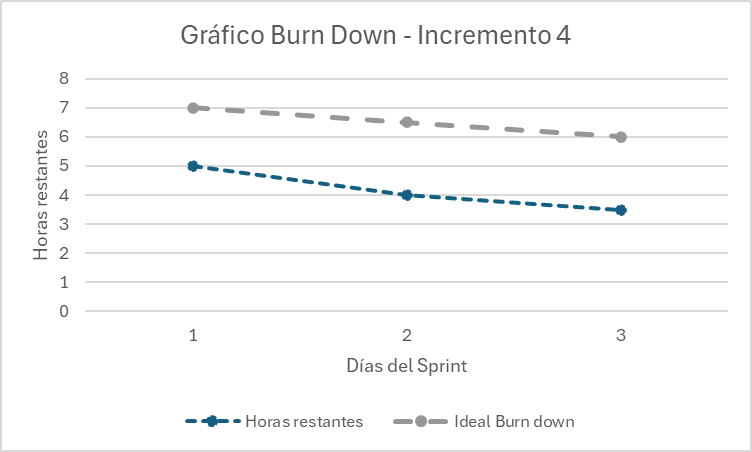 Gráfico Burn Down - Incremento 4
Horas restantes
8
7
6
5
4
3
2
1
0
1 2 3
Días del Sprint
Horas restantes Ideal Burn down